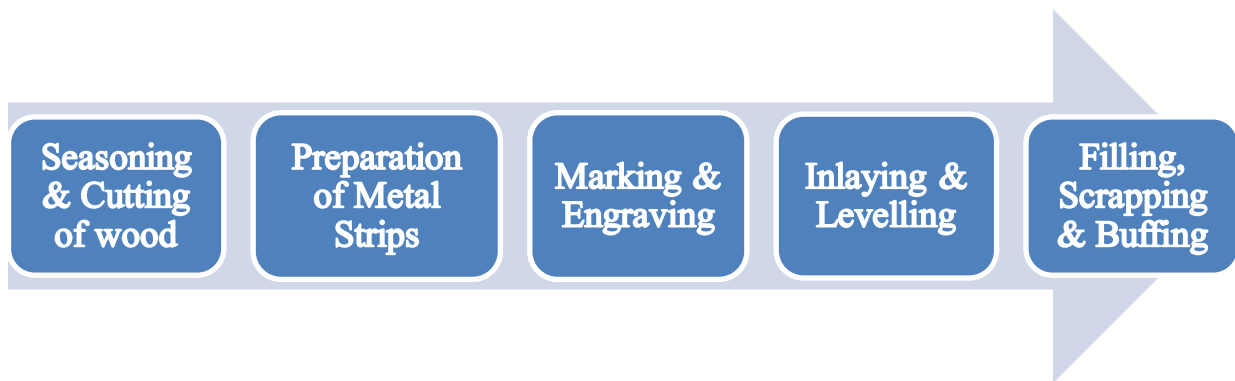 Seasoning
& Cutting
of wood
Preparation
of Metal
Strips
Marking &
Engraving
Inlaying &
Levelling
Filling,
Scrapping
& Buffing